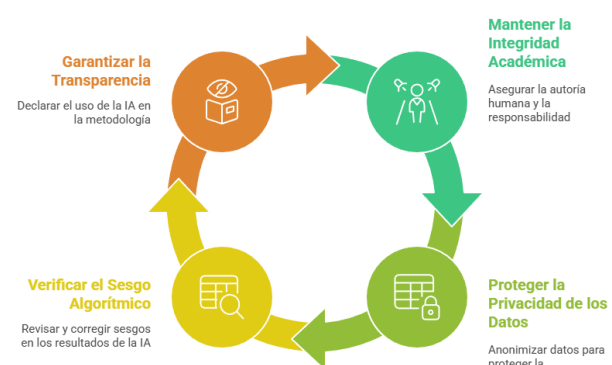 Garantizar la
Transparencia
Declarar el uso de la IA en
la metodología
Mantener la
Integridad
Académica
Asegurar la autoría
humana y la
responsabilidad
Verificar el Sesgo
Algorítmico
Revisar y corregir sesgos
en los resultados de la IA
Proteger la
Privacidad de los
Datos
Anonimizar datos para
proteger la